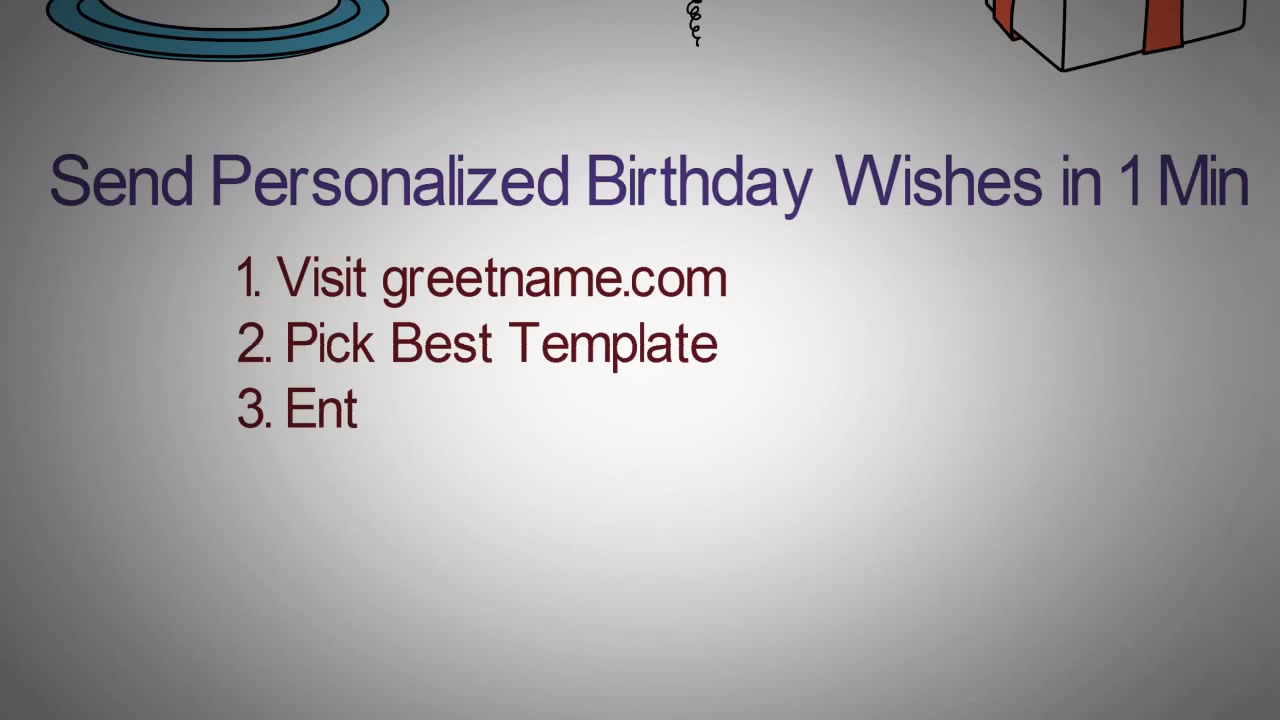 Send Personalized Birthday Wishes in 1 Min
1. Visit greetname.com
2. Pick Best Template
3. Ent